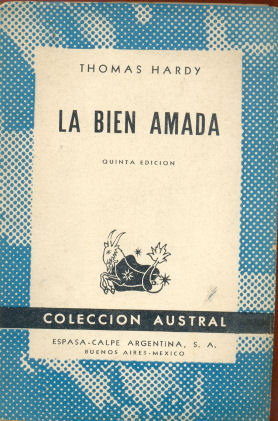 THOMAS HARDY
LA BIEN AMADA
QUINTA EDICION
COLECCION AUSTRAL
ESPASA-CALPE ARGENTINA, S. A.
BUENOS AIRES-MEXICO